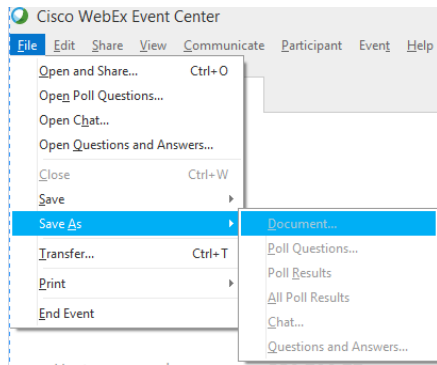 Cisco WebEx Event Center
File Edit Share View Communicate Participant Event Help
Open and Share... Ctrl+O
Open Poll Questions...
Open Chat...
Open Questions and Answers...
Close Ctrl+W
Save
Save As
Document...
Transfer... Ctrl+T
Poll Questions...
Print
Poll Results
All Poll Results
End Event
Chat...
Questions and Answers...